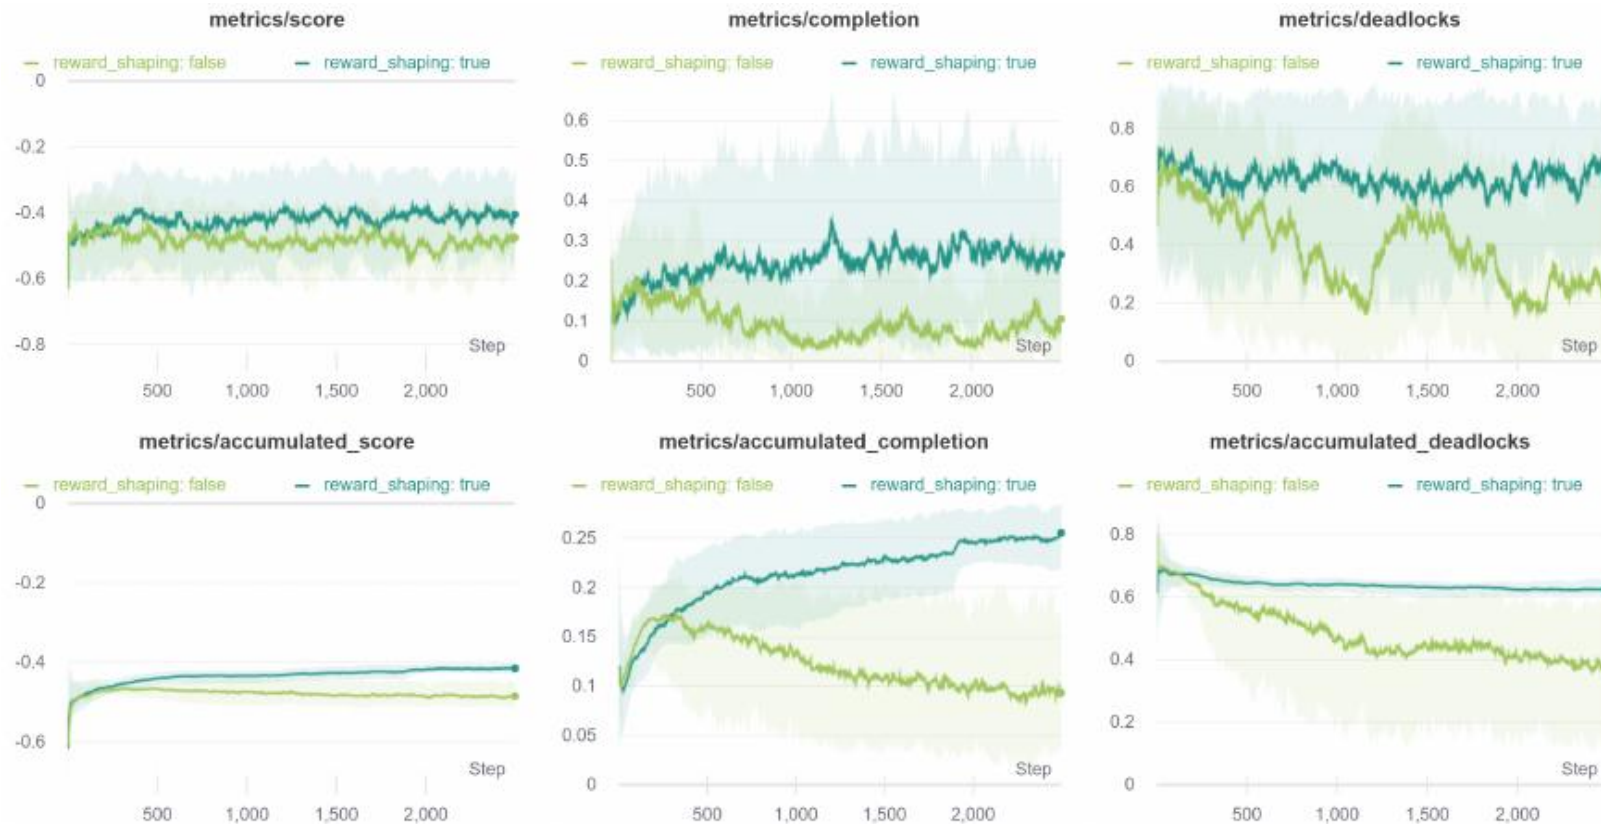 metrics/score
reward_shaping: false reward_shaping: true
0
-0.2
-0.4
-0.6
-0.8
Step
500 1,000 1,500 2,000
metrics/completion
reward_shaping: false reward_shaping: true
0.6
0.5
0.4
0.3
0.2
0.1
0
Step
500 1,000 1,500 2,000
metrics/deadlocks
reward_shaping: false reward_shaping: true
0.8
0.6
0.4
0.2
0
Step
500 1,000 1,500 2,000
metrics/accumulated_score
reward_shaping: false reward_shaping: true
0
-0.2
-0.4
-0.6
Step
500 1,000 1,500 2,000
metrics/accumulated_completion
reward_shaping: false reward_shaping: true
0.25
0.2
0.15
0.1
0.05
0
Step
500 1,000 1,500 2,000
metrics/accumulated_deadlocks
reward_shaping: false reward_shaping: true
0.8
0.6
0.4
0.2
0
Step
500 1,000 1,500 2,000